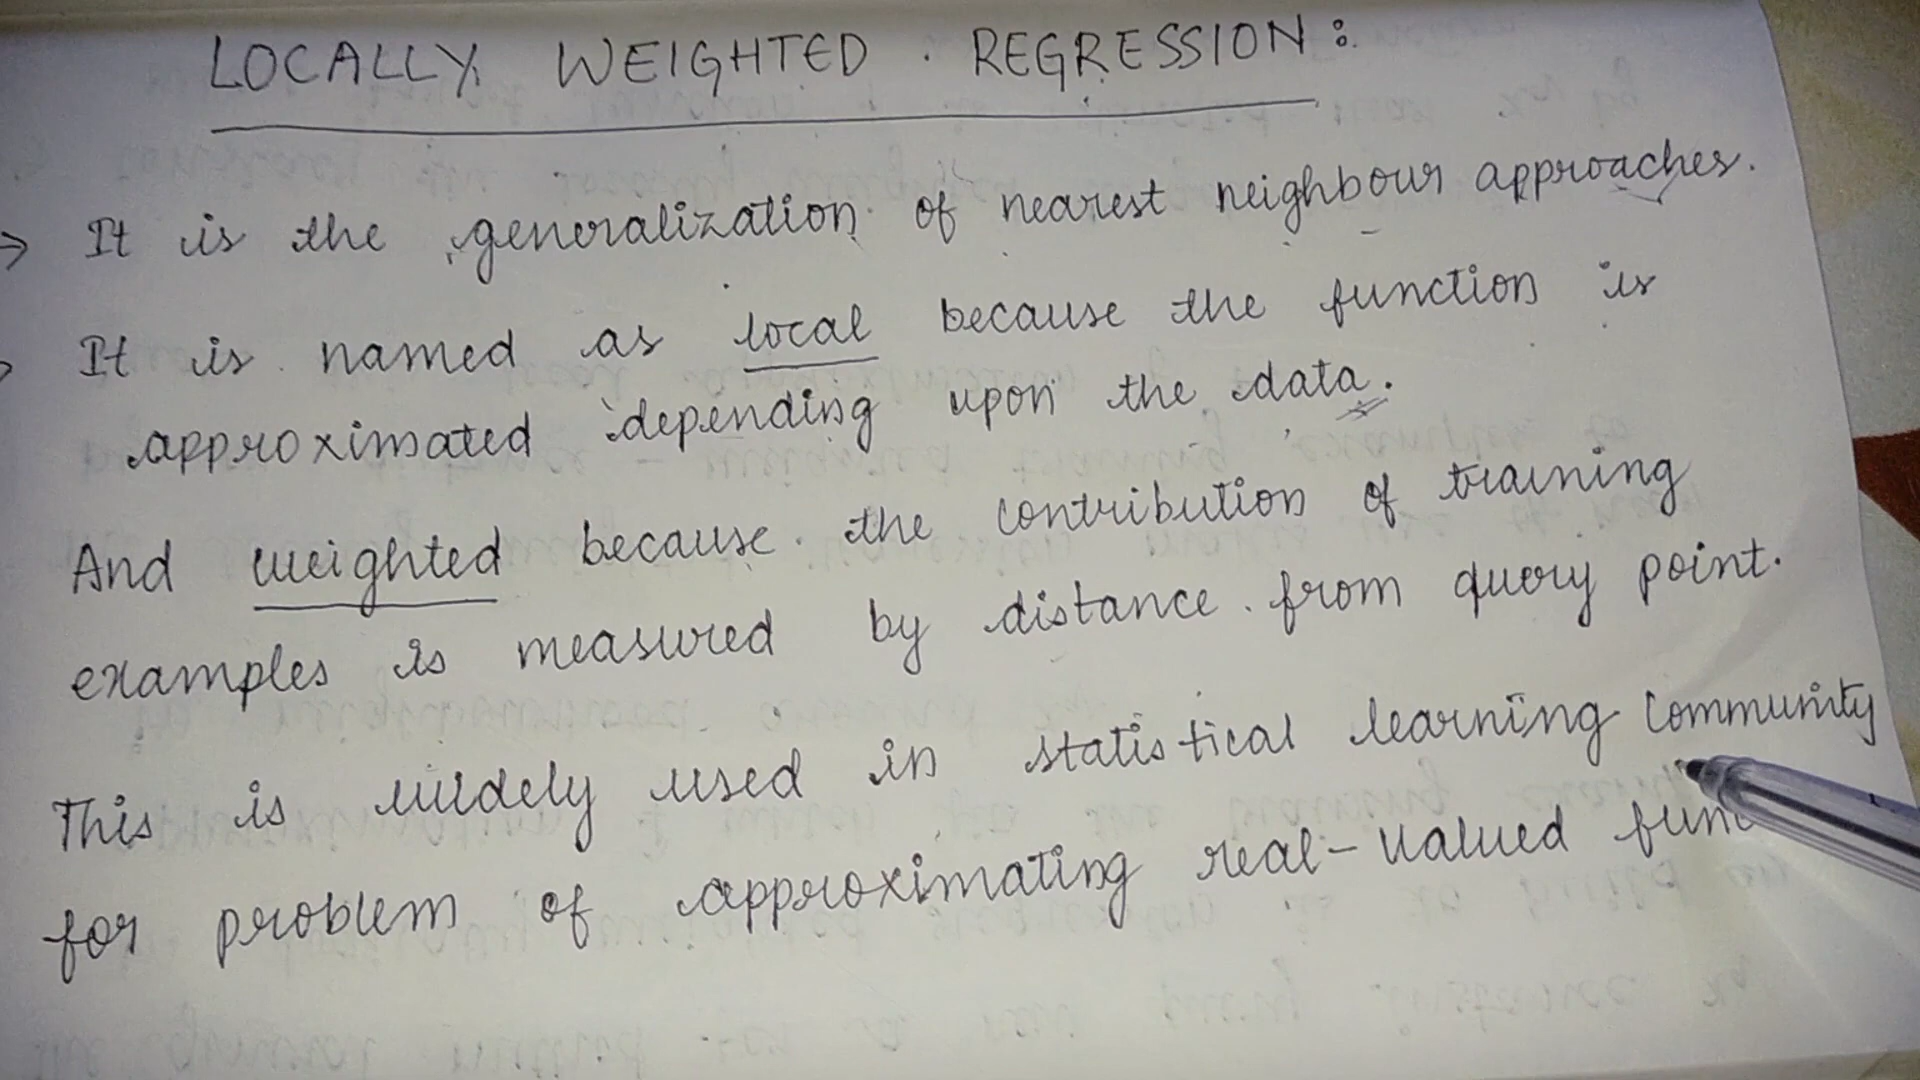 LOCALLY WEIGHTED REGRESSION:
→ It is the generalization of nearest neighbour approaches.
→ It is named as local because the function is
approximated depending upon the data.
And weighted because the contribution of training
examples is measured by distance from query point.
This is widely used in statistical learning community
for problem of approximating real-valued func